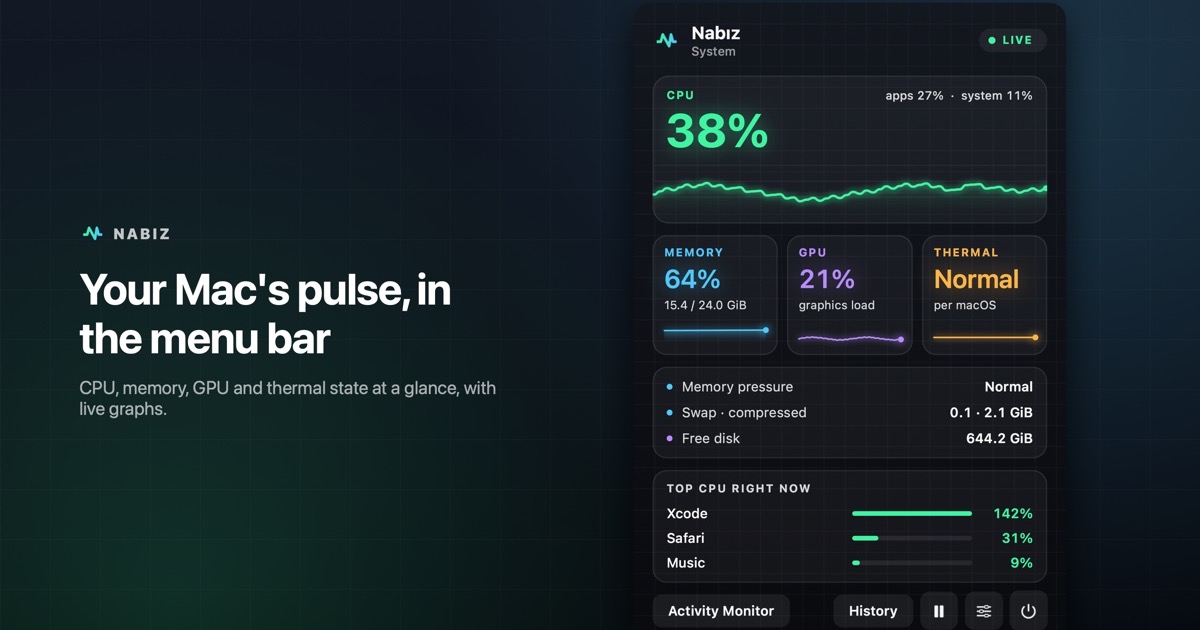 NABIZ
Your Mac's pulse, in
the menu bar
CPU, memory, GPU and thermal state at a glance, with
live graphs.
Nabız
System
LIVE
CPU
apps 27% · system 11%
38%
MEMORY
64%
15.4 / 24.0 GiB
GPU
21%
graphics load
THERMAL
Normal
per macOS
Memory pressure Normal
Swap · compressed 0.1 · 2.1 GiB
Free disk 644.2 GiB
TOP CPU RIGHT NOW
Xcode 142%
Safari 31%
Music 9%
Activity Monitor History